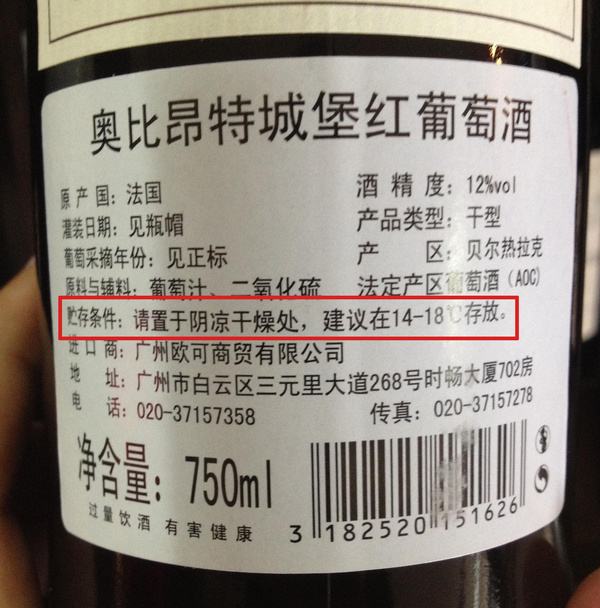 奥比昂特城堡红葡萄酒
原产国：法国 酒精度：12%vol
灌装日期：见瓶帽 产品类型：干型
葡萄采摘年份：见正标 产区：贝尔热拉克
原料与辅料：葡萄汁、二氧化硫 法定产区葡萄酒（AOC）
贮存条件：请置于阴凉干燥处，建议在14-18℃存放。
进口商：广州欧可商贸有限公司
地址：广州市白云区三元里大道268号时畅大厦702房
电话：020-37157358 传真：020-37157278
净含量：750ml
过量饮酒 有害健康
3 182520 151626